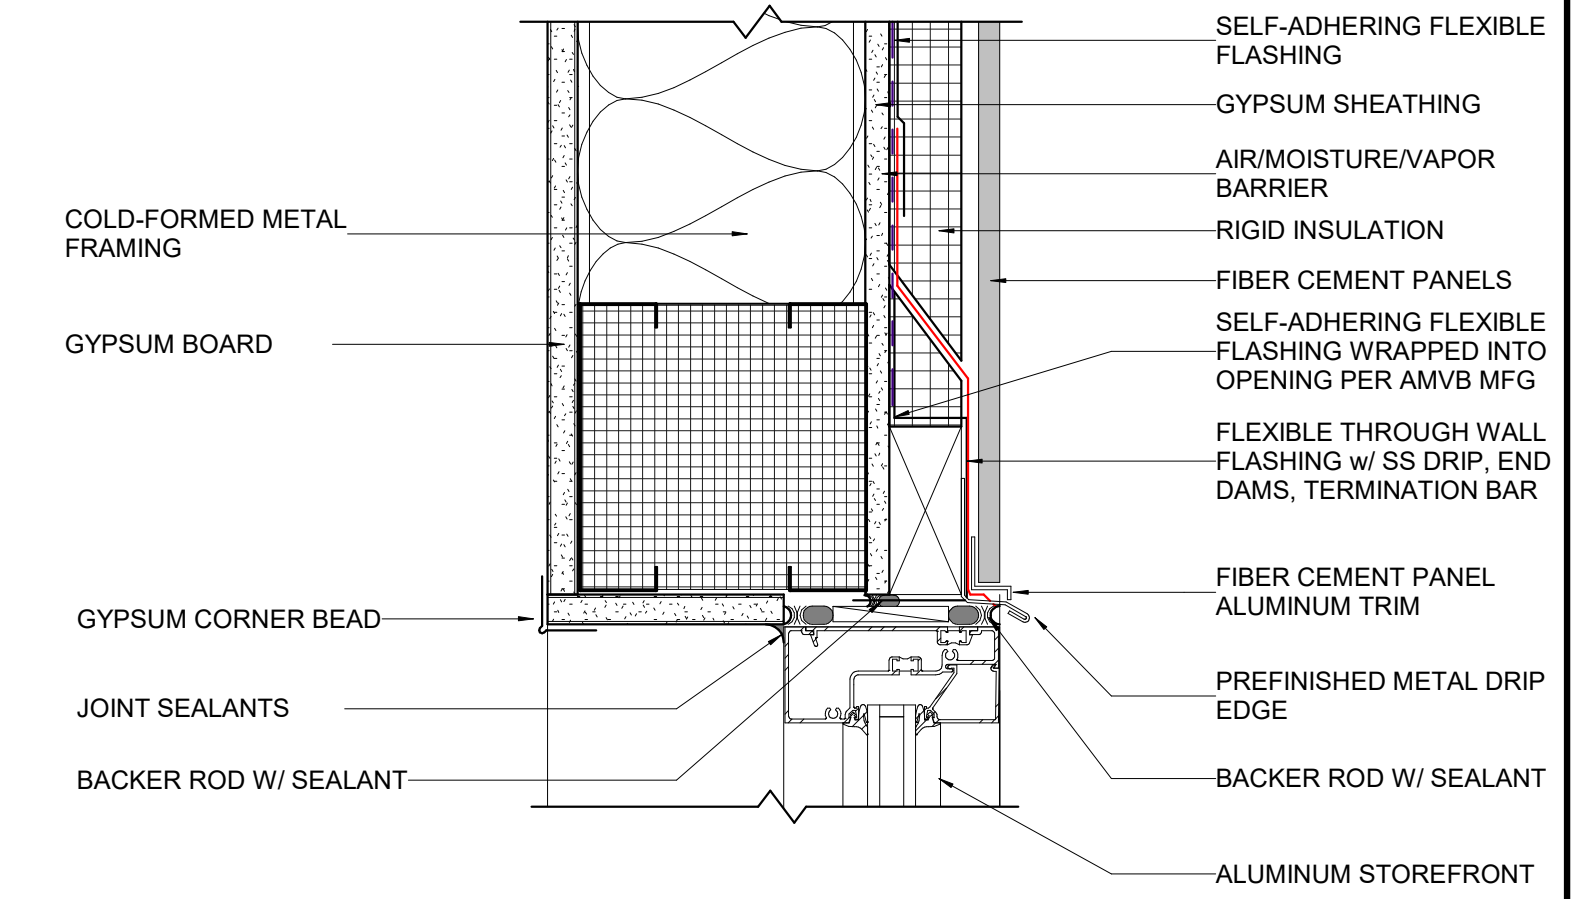 COLD-FORMED METAL
FRAMING
GYPSUM BOARD
GYPSUM CORNER BEAD
JOINT SEALANTS
BACKER ROD W/ SEALANT
SELF-ADHERING FLEXIBLE
FLASHING
GYPSUM SHEATHING
AIR/MOISTURE/VAPOR
BARRIER
RIGID INSULATION
FIBER CEMENT PANELS
SELF-ADHERING FLEXIBLE
FLASHING WRAPPED INTO
OPENING PER AMVB MFG
FLEXIBLE THROUGH WALL
FLASHING w/ SS DRIP, END
DAMS, TERMINATION BAR
FIBER CEMENT PANEL
ALUMINUM TRIM
PREFINISHED METAL DRIP
EDGE
BACKER ROD W/ SEALANT
ALUMINUM STOREFRONT